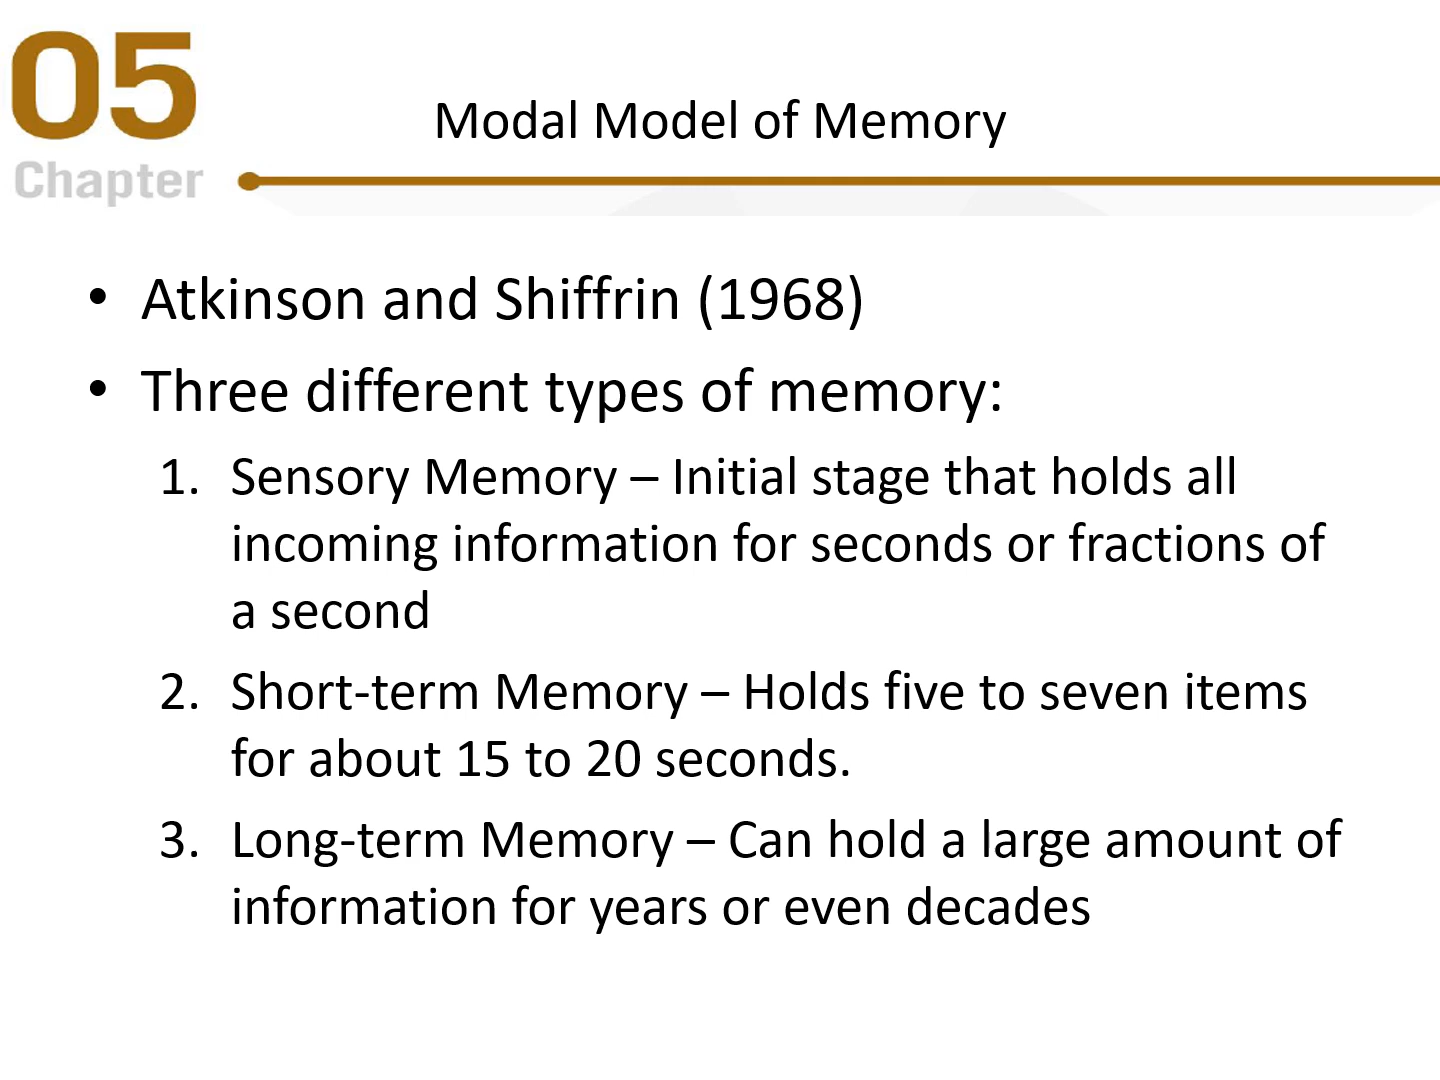 05
Chapter
Modal Model of Memory
• Atkinson and Shiffrin (1968)
• Three different types of memory:
1. Sensory Memory – Initial stage that holds all
incoming information for seconds or fractions of
a second
2. Short-term Memory – Holds five to seven items
for about 15 to 20 seconds.
3. Long-term Memory – Can hold a large amount of
information for years or even decades